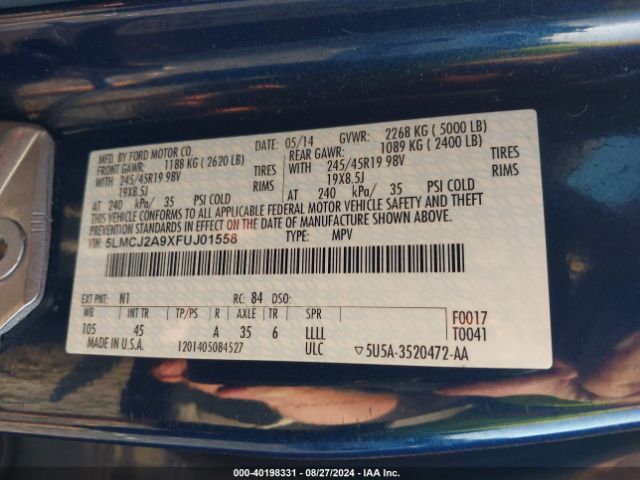 MFD. BY FORD MOTOR CO.
DATE: 05/14 GVWR: 2268 KG ( 5000 LB)
FRONT GAWR: 1188 KG ( 2620 LB)
REAR GAWR: 1089 KG ( 2400 LB)
WITH 245/45R19 98V TIRES
WITH 245/45R19 98V TIRES
19X8.5J RIMS
19X8.5J RIMS
AT 240 kPa/ 35 PSI COLD
AT 240 kPa/ 35 PSI COLD
THIS VEHICLE CONFORMS TO ALL APPLICABLE FEDERAL MOTOR VEHICLE SAFETY AND THEFT
PREVENTION STANDARDS IN EFFECT ON THE DATE OF MANUFACTURE SHOWN ABOVE.
VIN: 5LMCJ2A9XFUJ01558 TYPE: MPV
EXT PNT: N1 RC: 84 DSO:
WB INT TR TP/PS R AXLE TR SPR
105 45 A 35 6 LLLL
F0017
T0041
MADE IN U.S.A. 1201405084527 ULC ▽5U5A-3520472-AA
000-40198331 - 08/27/2024 - IAA Inc.